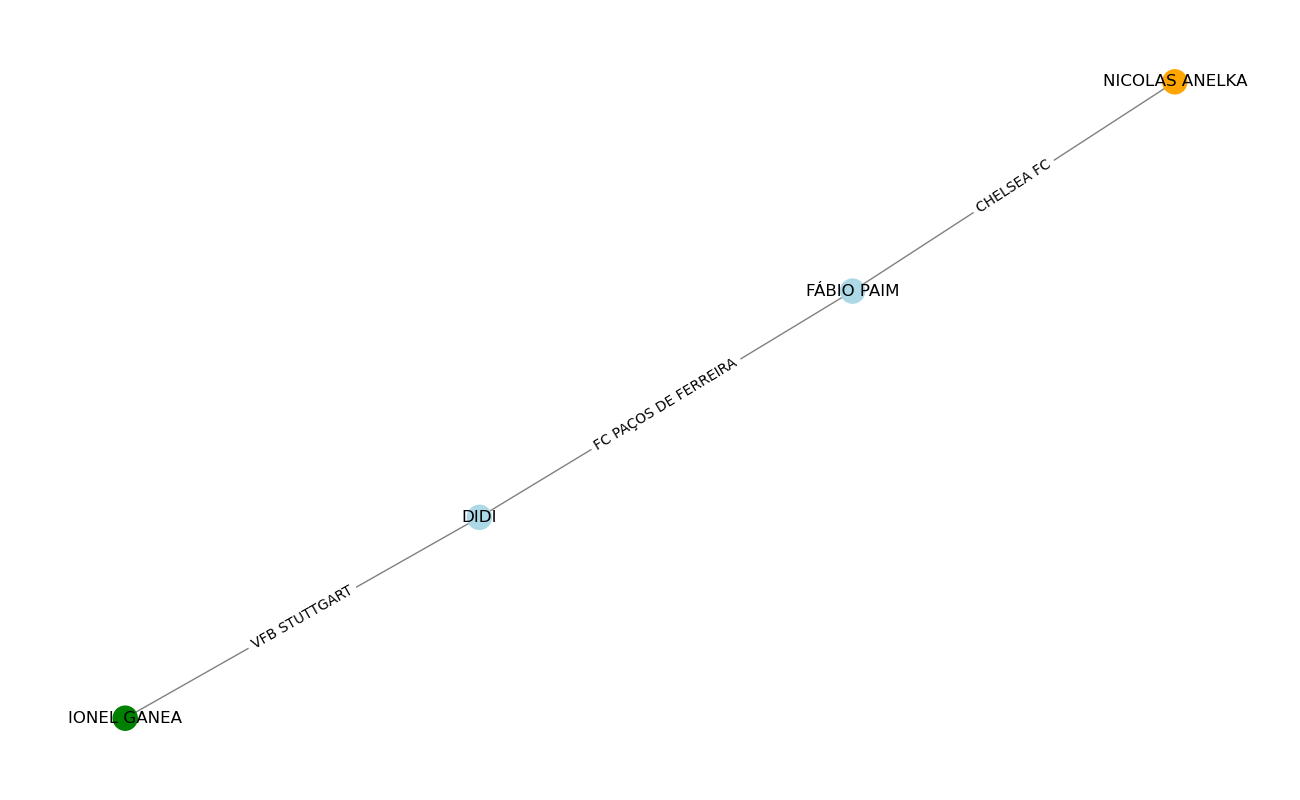 NICOLAS ANELKA
CHELSEA FC
FÁBIO PAIM
FC PAÇOS DE FERREIRA
DIDI
VFB STUTTGART
IONEL GANEA